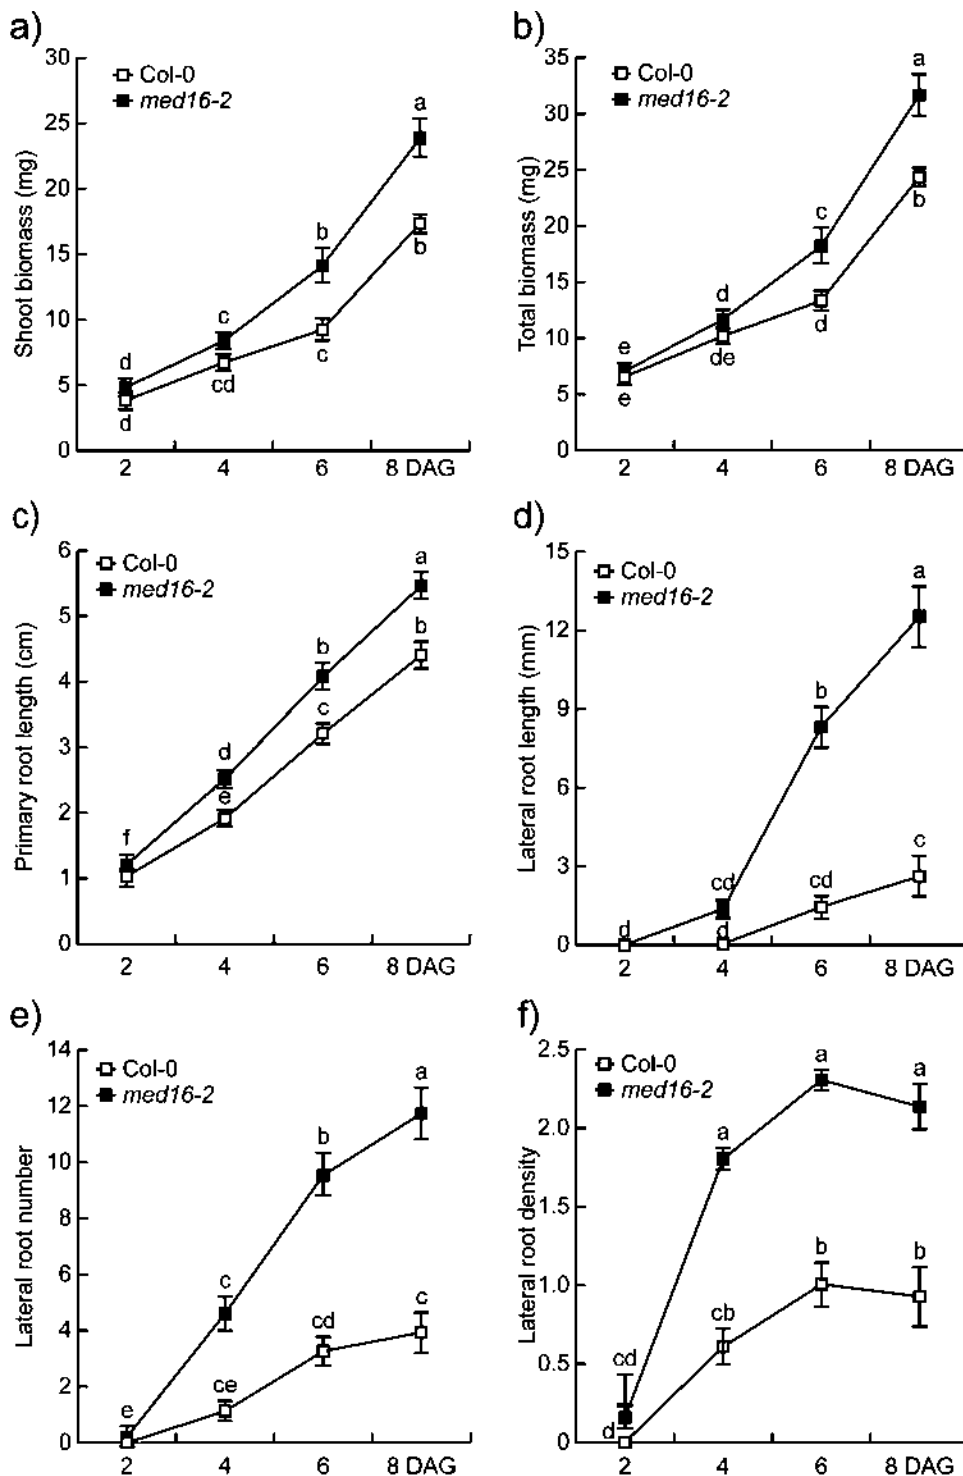 a)
30
25
20
15
10
5
0
Shoot biomass (mg)
Col-0
med16-2
a
b
c
d
b
c
cd
d
2 4 6 8 DAG
b)
35
30
25
20
15
10
5
0
Total biomass (mg)
Col-0
med16-2
a
c
d
e
b
d
de
e
2 4 6 8 DAG
c)
6
5
4
3
2
1
0
Primary root length (cm)
Col-0
med16-2
a
b
b
c
d
e
f
2 4 6 8 DAG
d)
15
12
9
6
3
0
Lateral root length (mm)
Col-0
med16-2
a
b
c
cd
cd
d
d
2 4 6 8 DAG
e)
14
12
10
8
6
4
2
0
Lateral root number
Col-0
med16-2
a
b
c
c
cd
ce
e
2 4 6 8 DAG
f)
2.5
2.0
1.5
1.0
0.5
0
Lateral root density
Col-0
med16-2
a
a
a
b
b
cb
cd
d
2 4 6 8 DAG